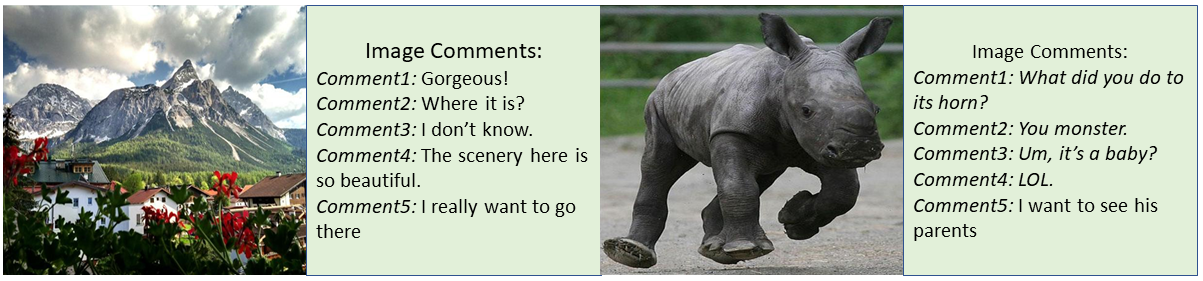 Image Comments:
Comment1: Gorgeous!
Comment2: Where it is?
Comment3: I don’t know.
Comment4: The scenery here is
so beautiful.
Comment5: I really want to go
there
Image Comments:
Comment1: What did you do to
its horn?
Comment2: You monster.
Comment3: Um, it’s a baby?
Comment4: LOL.
Comment5: I want to see his
parents